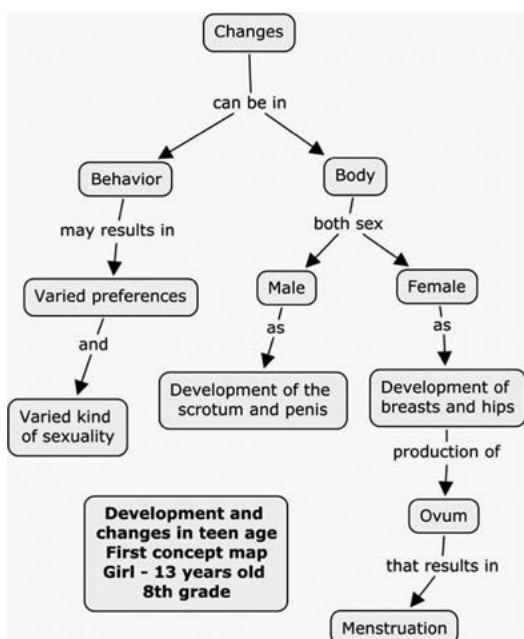 Changes
can be in
Behavior
Body
may results in
both sex
Varied preferences
Male
Female
and
as
as
Varied kind
of sexuality
Development of the
scrotum and penis
Development of
breasts and hips
production of
Ovum
that results in
Menstruation
Development and
changes in teen age
First concept map
Girl - 13 years old
8th grade